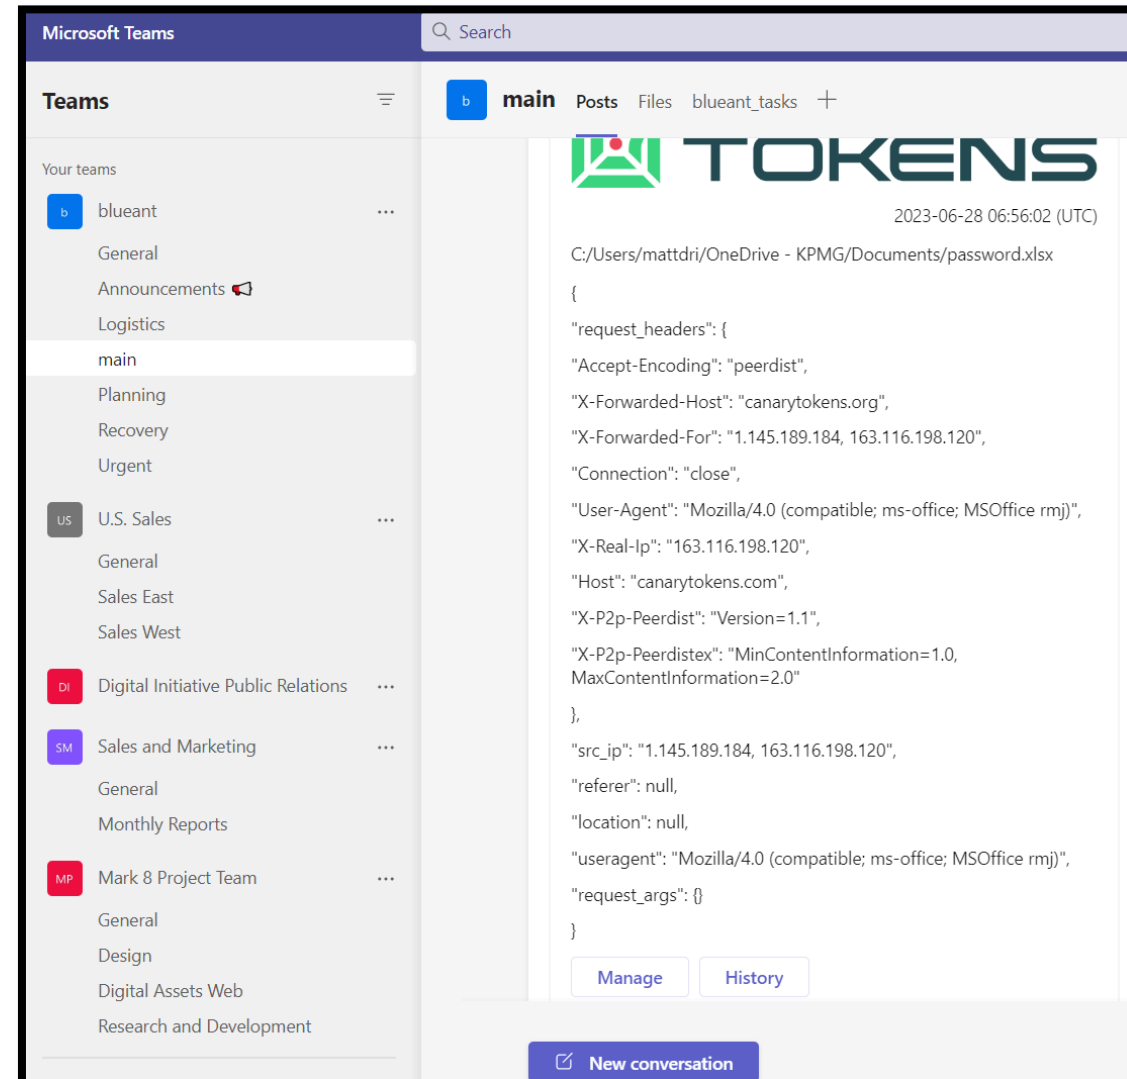 Microsoft Teams
Search
Teams
Your teams
b
blueant
General
Announcements
Logistics
main
Planning
Recovery
Urgent
US
U.S. Sales
General
Sales East
Sales West
DI
Digital Initiative Public Relations
SM
Sales and Marketing
General
Monthly Reports
MP
Mark 8 Project Team
General
Design
Digital Assets Web
Research and Development
b
main Posts Files blueant_tasks
TOKENS
2023-06-28 06:56:02 (UTC)
C:/Users/mattdri/OneDrive - KPMG/Documents/password.xlsx
{
"request_headers": {
"Accept-Encoding": "peerdist",
"X-Forwarded-Host": "canarytokens.org",
"X-Forwarded-For": "1.145.189.184, 163.116.198.120",
"Connection": "close",
"User-Agent": "Mozilla/4.0 (compatible; ms-office; MSOffice rmj)",
"X-Real-Ip": "163.116.198.120",
"Host": "canarytokens.com",
"X-P2p-Peerdist": "Version=1.1",
"X-P2p-Peerdistex": "MinContentInformation=1.0,
MaxContentInformation=2.0"
},
"src_ip": "1.145.189.184, 163.116.198.120",
"referer": null,
"location": null,
"useragent": "Mozilla/4.0 (compatible; ms-office; MSOffice rmj)",
"request_args": {}
}
Manage History
New conversation